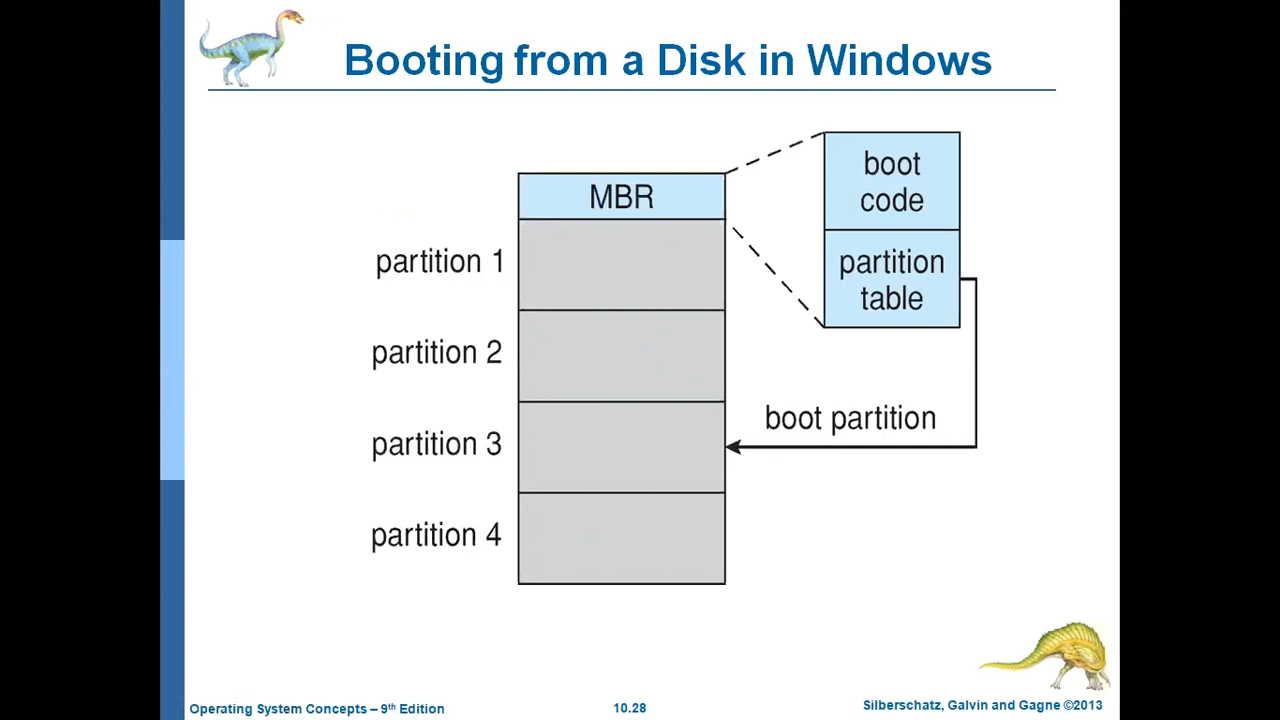 Booting from a Disk in Windows
boot
code
MBR
partition 1
partition
table
partition 2
boot partition
partition 3
partition 4
Operating System Concepts – 9th Edition
10.28
Silberschatz, Galvin and Gagne ©2013